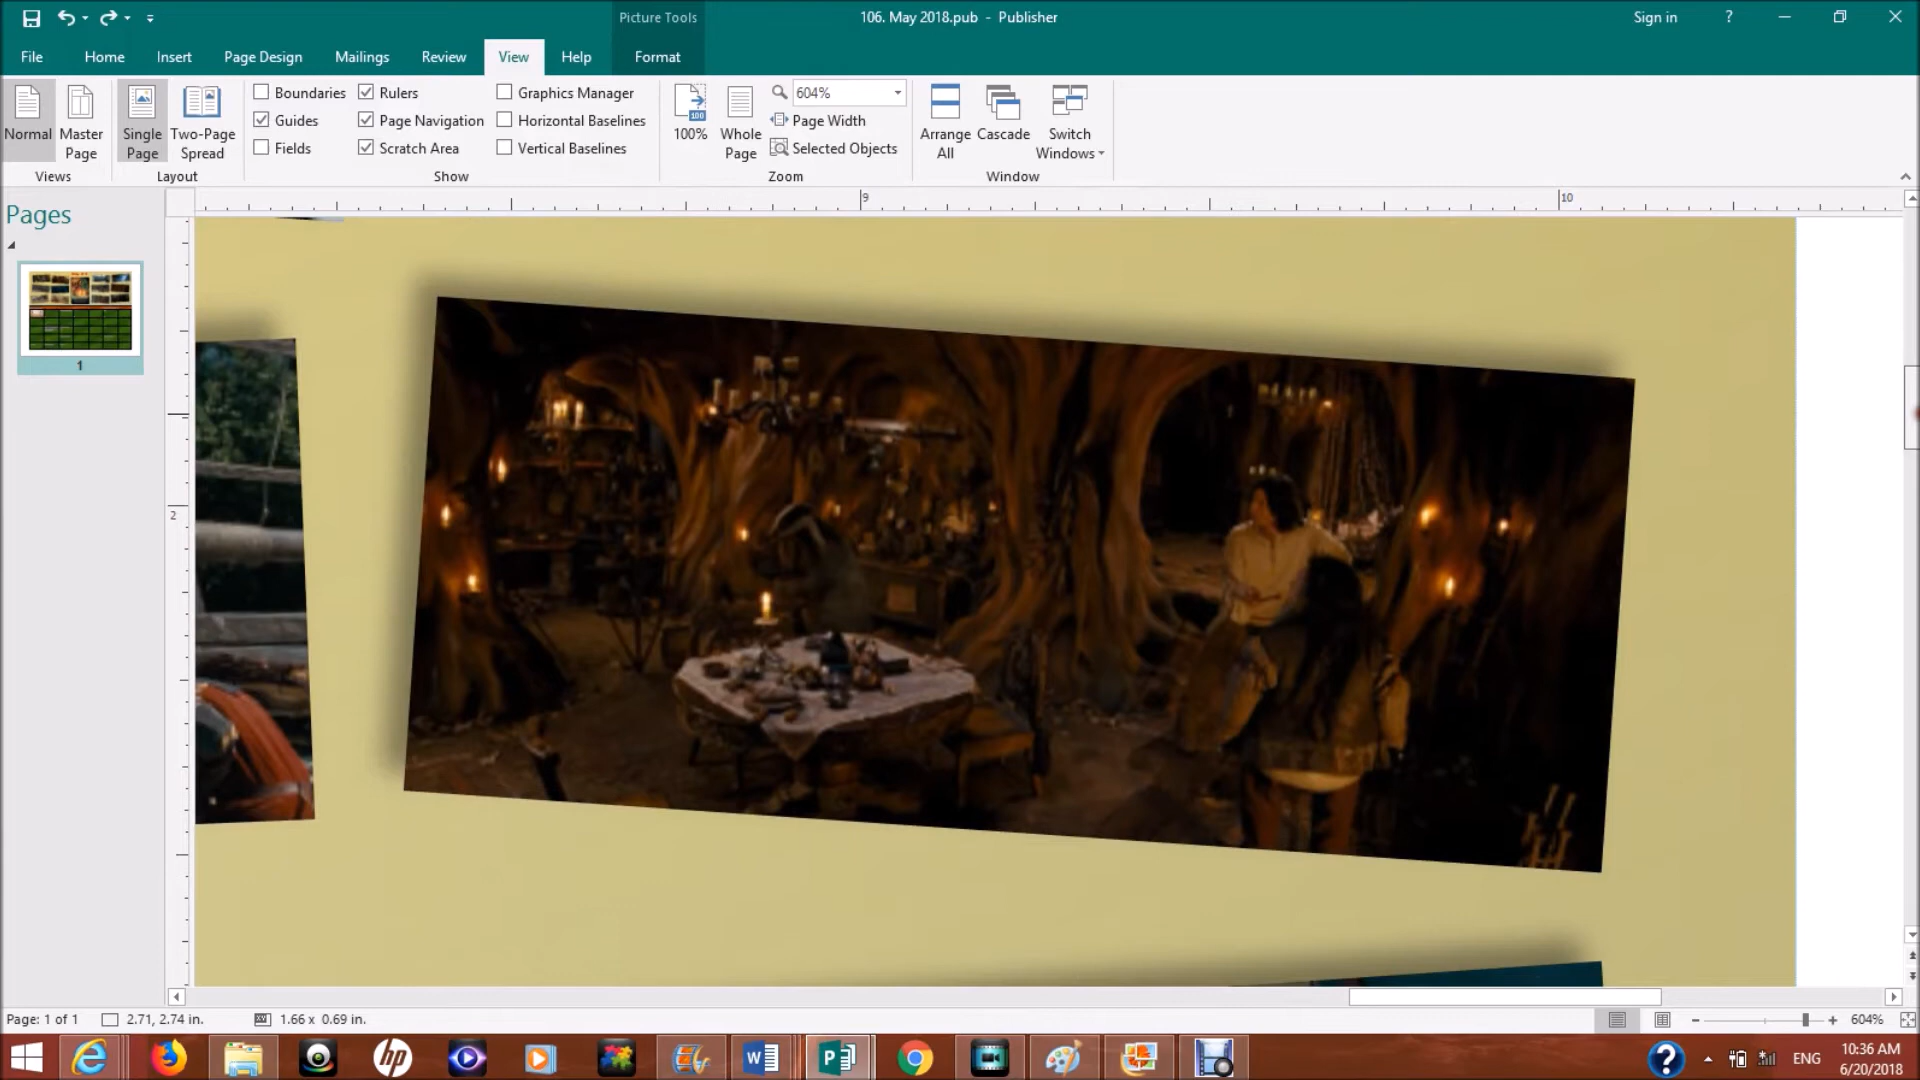 Picture Tools
106. May 2018.pub - Publisher
Sign in
?
File
Home
Insert
Page Design
Mailings
Review
View
Help
Format
Normal
Master Page
Single Page
Two-Page Spread
Boundaries
Guides
Fields
Rulers
Page Navigation
Scratch Area
Graphics Manager
Horizontal Baselines
Vertical Baselines
100
100%
Whole Page
604%
Page Width
Selected Objects
Arrange All
Cascade
Switch Windows
Views
Layout
Show
Zoom
Window
Pages
9
10
2
1
Page: 1 of 1
2.71, 2.74 in.
1.66 x 0.69 in.
604%
ENG
10:36 AM
6/20/2018